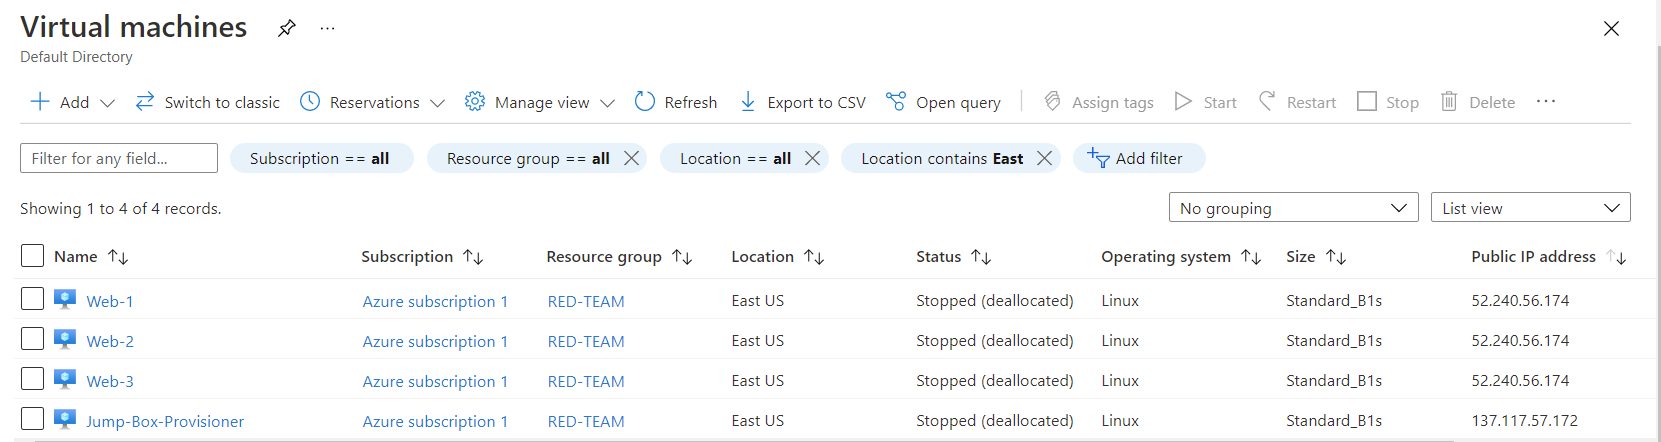 Virtual machines
Default Directory
Add Switch to classic Reservations Manage view Refresh Export to CSV Open query Assign tags Start Restart Stop Delete
Filter for any field... Subscription == all Resource group == all Location == all Location contains East Add filter
Showing 1 to 4 of 4 records. No grouping List view
Name Subscription Resource group Location Status Operating system Size Public IP address
Web-1 Azure subscription 1 RED-TEAM East US Stopped (deallocated) Linux Standard_B1s 52.240.56.174
Web-2 Azure subscription 1 RED-TEAM East US Stopped (deallocated) Linux Standard_B1s 52.240.56.174
Web-3 Azure subscription 1 RED-TEAM East US Stopped (deallocated) Linux Standard_B1s 52.240.56.174
Jump-Box-Provisioner Azure subscription 1 RED-TEAM East US Stopped (deallocated) Linux Standard_B1s 137.117.57.172